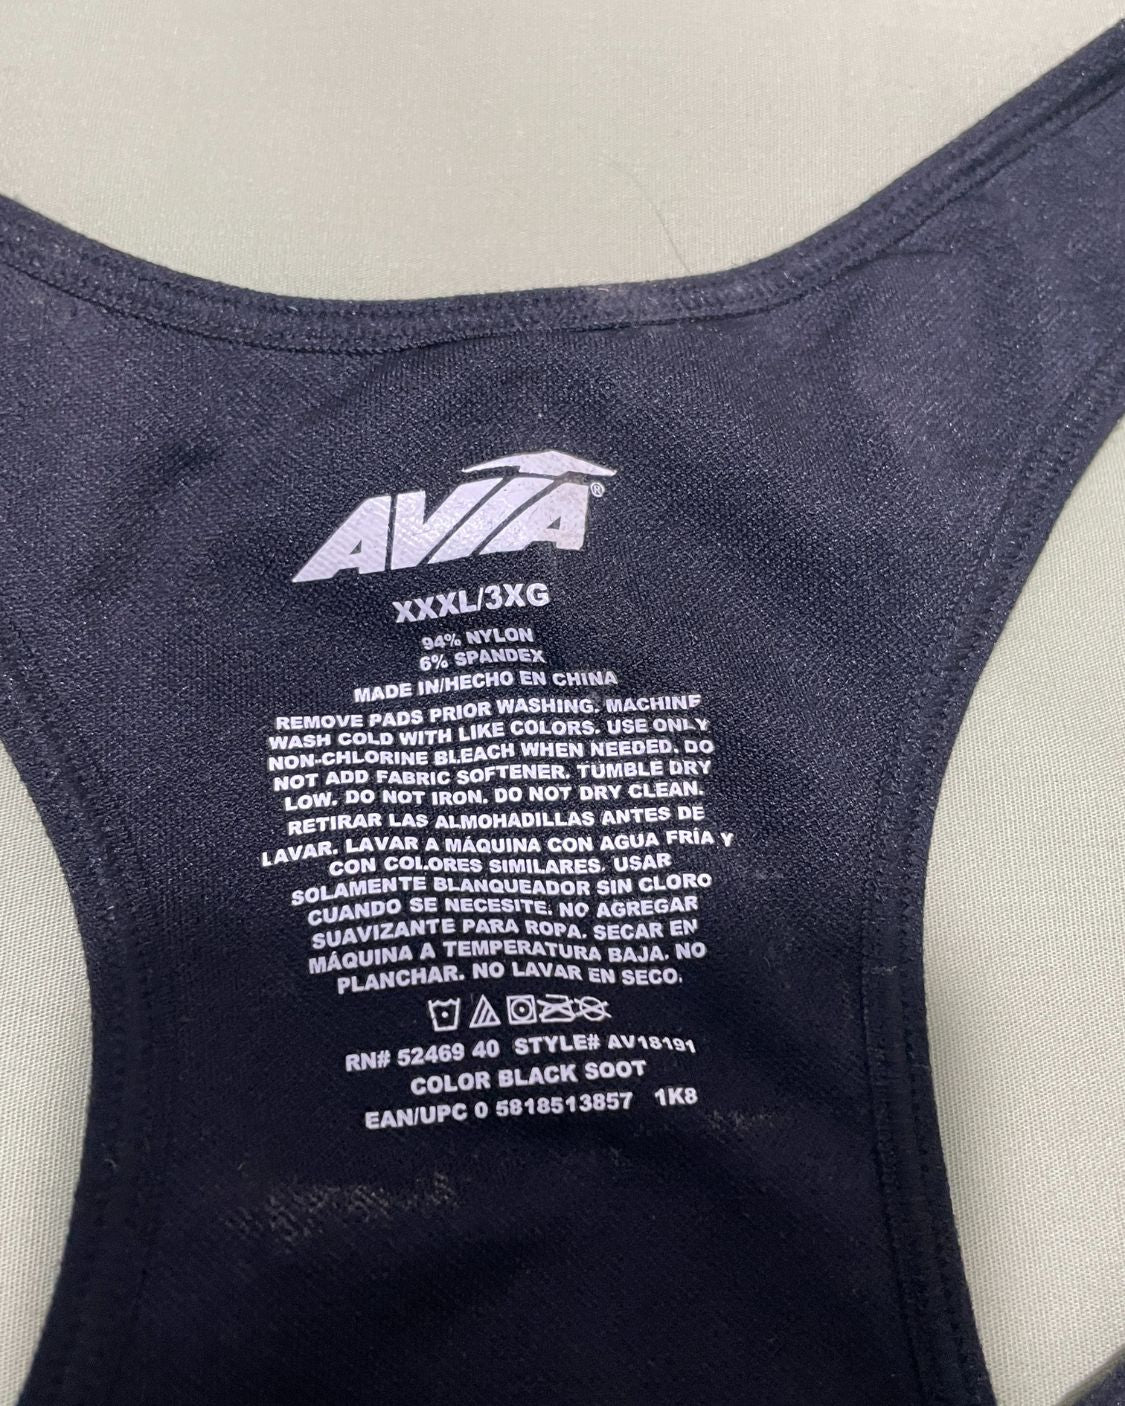 AVIA®
XXXL/3XG
94% NYLON
6% SPANDEX
MADE IN/HECHO EN CHINA
REMOVE PADS PRIOR WASHING. MACHINE
WASH COLD WITH LIKE COLORS. USE ONLY
NON-CHLORINE BLEACH WHEN NEEDED. DO
NOT ADD FABRIC SOFTENER. TUMBLE DRY
LOW. DO NOT IRON. DO NOT DRY CLEAN.
RETIRAR LAS ALMOHADILLAS ANTES DE
LAVAR. LAVAR A MÁQUINA CON AGUA FRÍA Y
CON COLORES SIMILARES. USAR
SOLAMENTE BLANQUEADOR SIN CLORO
CUANDO SE NECESITE. NO AGREGAR
SUAVIZANTE PARA ROPA. SECAR EN
MÁQUINA A TEMPERATURA BAJA. NO
PLANCHAR. NO LAVAR EN SECO.
RN# 52469 40 STYLE# AV18191
COLOR BLACK SOOT
EAN/UPC 0 5818513857 1K8